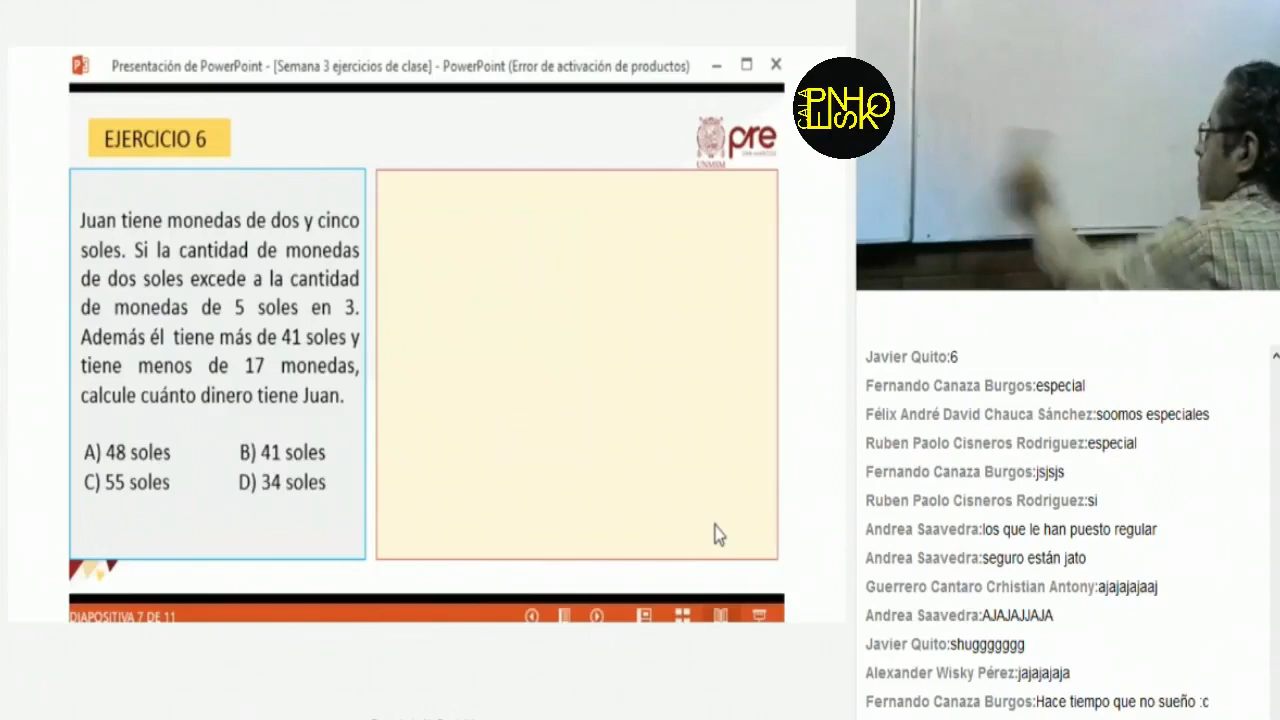 Presentación de PowerPoint - [Semana 3 ejercicios de clase] - PowerPoint (Error de activación de productos)
EJERCICIO 6
UNMSM
pre
SAN MARCOS
CALA
PENHO
ESK
Juan tiene monedas de dos y cinco
soles. Si la cantidad de monedas
de dos soles excede a la cantidad
de monedas de 5 soles en 3.
Además él tiene más de 41 soles y
tiene menos de 17 monedas,
calcule cuánto dinero tiene Juan.
A) 48 soles B) 41 soles
C) 55 soles D) 34 soles
DIAPOSITIVA 7 DE 11
Javier Quito:6
Fernando Canaza Burgos:especial
Félix André David Chauca Sánchez:soomos especiales
Ruben Paolo Cisneros Rodriguez:especial
Fernando Canaza Burgos:jsjsjs
Ruben Paolo Cisneros Rodriguez:si
Andrea Saavedra:los que le han puesto regular
Andrea Saavedra:seguro están jato
Guerrero Cantaro Crhistian Antony:ajajajajaaj
Andrea Saavedra:AJAJAJJAJA
Javier Quito:shuggggggg
Alexander Wisky Pérez:jajajajaja
Fernando Canaza Burgos:Hace tiempo que no sueño :c